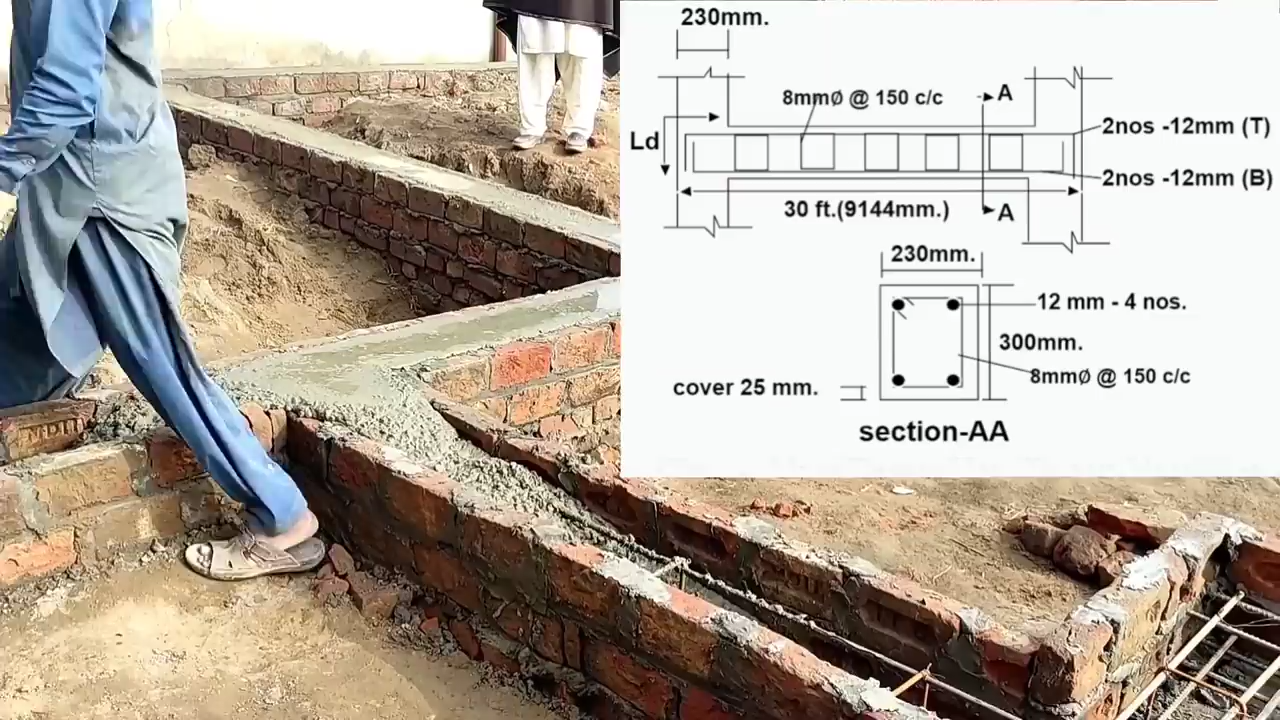 230mm.
8mmØ @ 150 c/c
A
2nos -12mm (T)
Ld
2nos -12mm (B)
30 ft.(9144mm.)
A
230mm.
12 mm - 4 nos.
300mm.
8mmØ @ 150 c/c
cover 25 mm.
section-AA